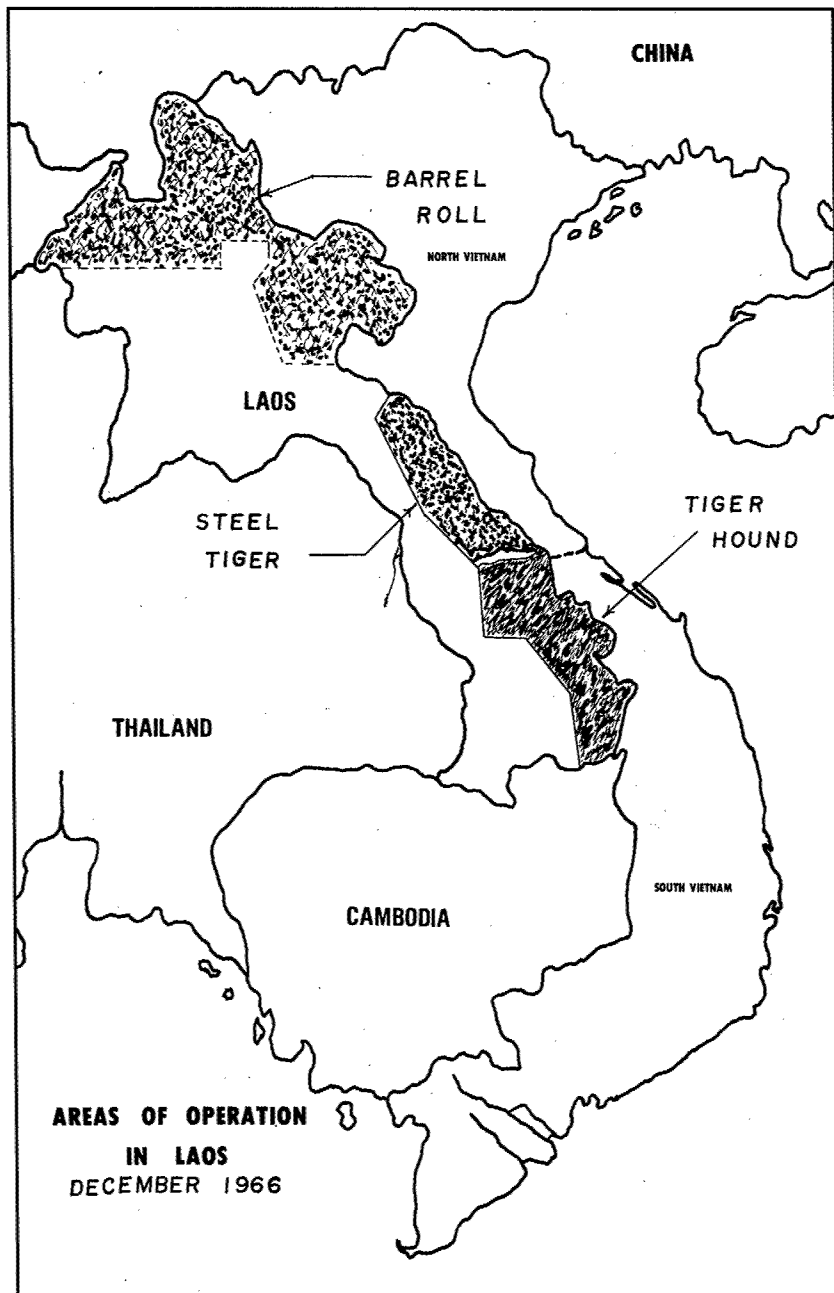 CHINA
BARREL
ROLL
NORTH VIETNAM
LAOS
STEEL
TIGER
TIGER
HOUND
THAILAND
CAMBODIA
SOUTH VIETNAM
AREAS OF OPERATION
IN LAOS
DECEMBER 1966